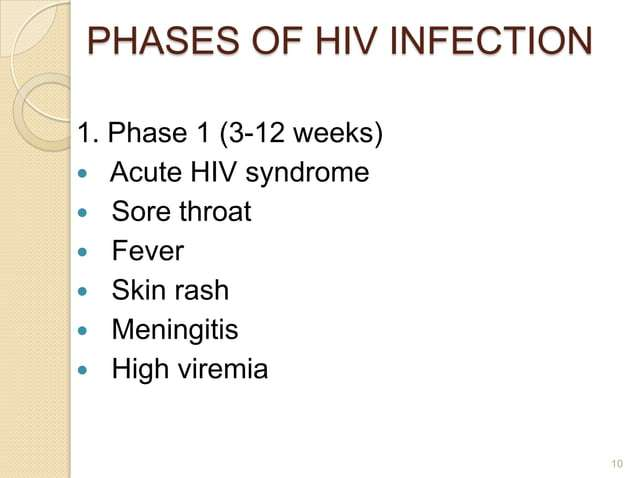 PHASES OF HIV INFECTION
1. Phase 1 (3-12 weeks)
• Acute HIV syndrome
• Sore throat
• Fever
• Skin rash
• Meningitis
• High viremia
10